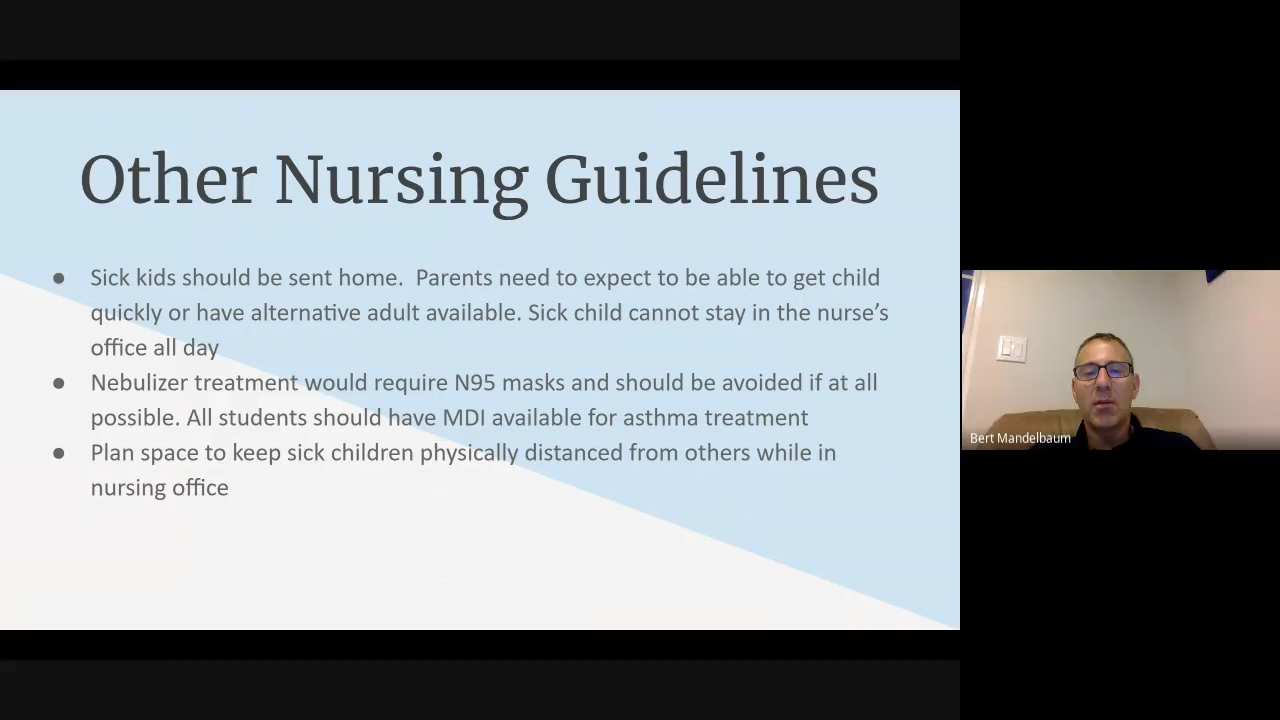 Other Nursing Guidelines
● Sick kids should be sent home.  Parents need to expect to be able to get child
quickly or have alternative adult available. Sick child cannot stay in the nurse’s
office all day
● Nebulizer treatment would require N95 masks and should be avoided if at all
possible. All students should have MDI available for asthma treatment
● Plan space to keep sick children physically distanced from others while in
nursing office
Bert Mandelbaum